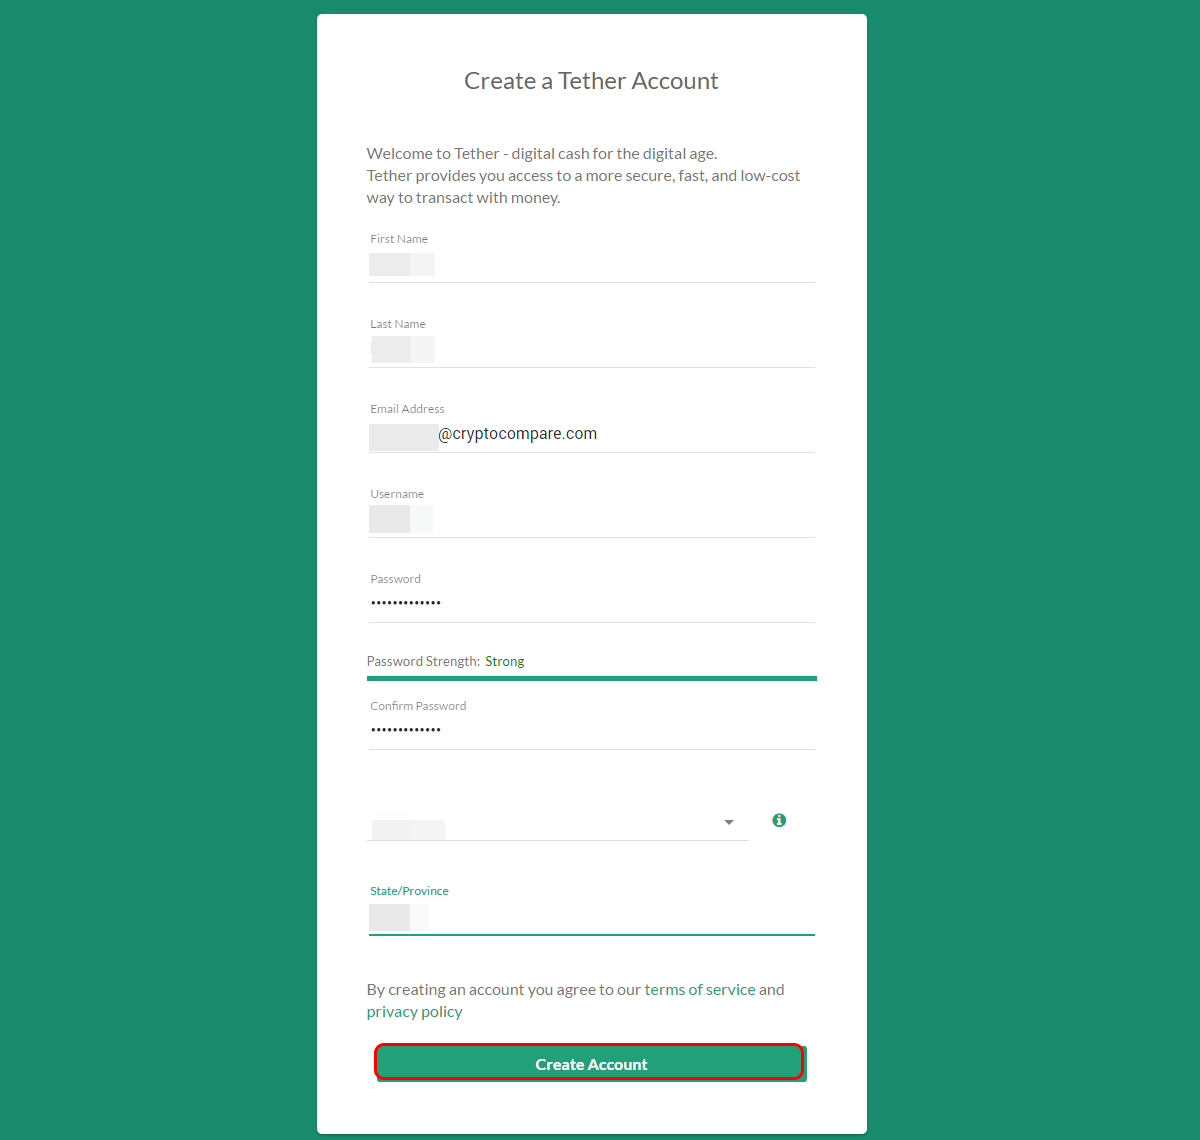 Create a Tether Account
Welcome to Tether - digital cash for the digital age.
Tether provides you access to a more secure, fast, and low-cost
way to transact with money.
First Name
Last Name
Email Address
@cryptocompare.com
Username
Password
•••••••••••••
Password Strength: Strong
Confirm Password
•••••••••••••
State/Province
By creating an account you agree to our terms of service and
privacy policy
Create Account